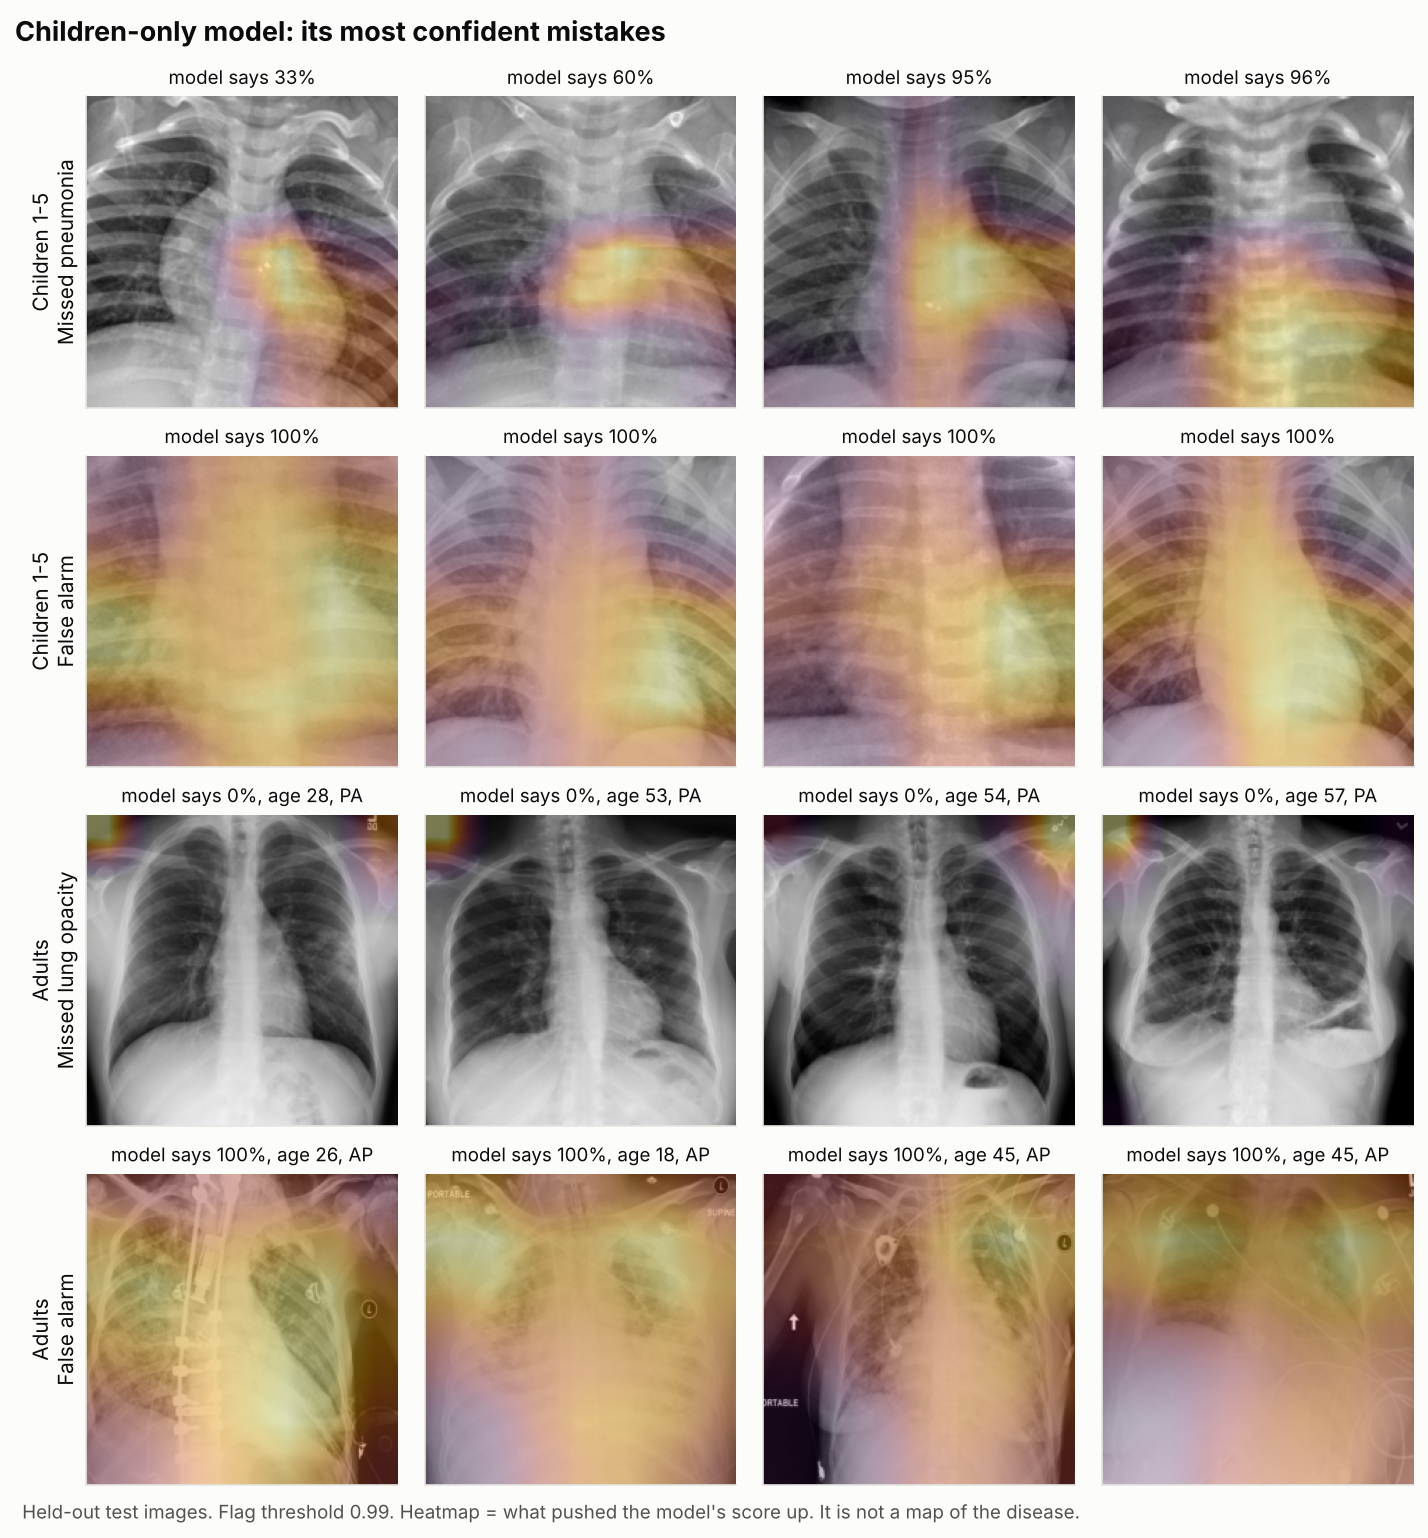 Children-only model: its most confident mistakes
model says 33%
model says 60%
model says 95%
model says 96%
Children 1-5
Missed pneumonia
model says 100%
model says 100%
model says 100%
model says 100%
Children 1-5
False alarm
model says 0%, age 28, PA
model says 0%, age 53, PA
model says 0%, age 54, PA
model says 0%, age 57, PA
Adults
Missed lung opacity
model says 100%, age 26, AP
model says 100%, age 18, AP
model says 100%, age 45, AP
model says 100%, age 45, AP
Adults
False alarm
L
PORTABLE
L
SUPINE
L
ORTABLE
Held-out test images. Flag threshold 0.99. Heatmap = what pushed the model's score up. It is not a map of the disease.